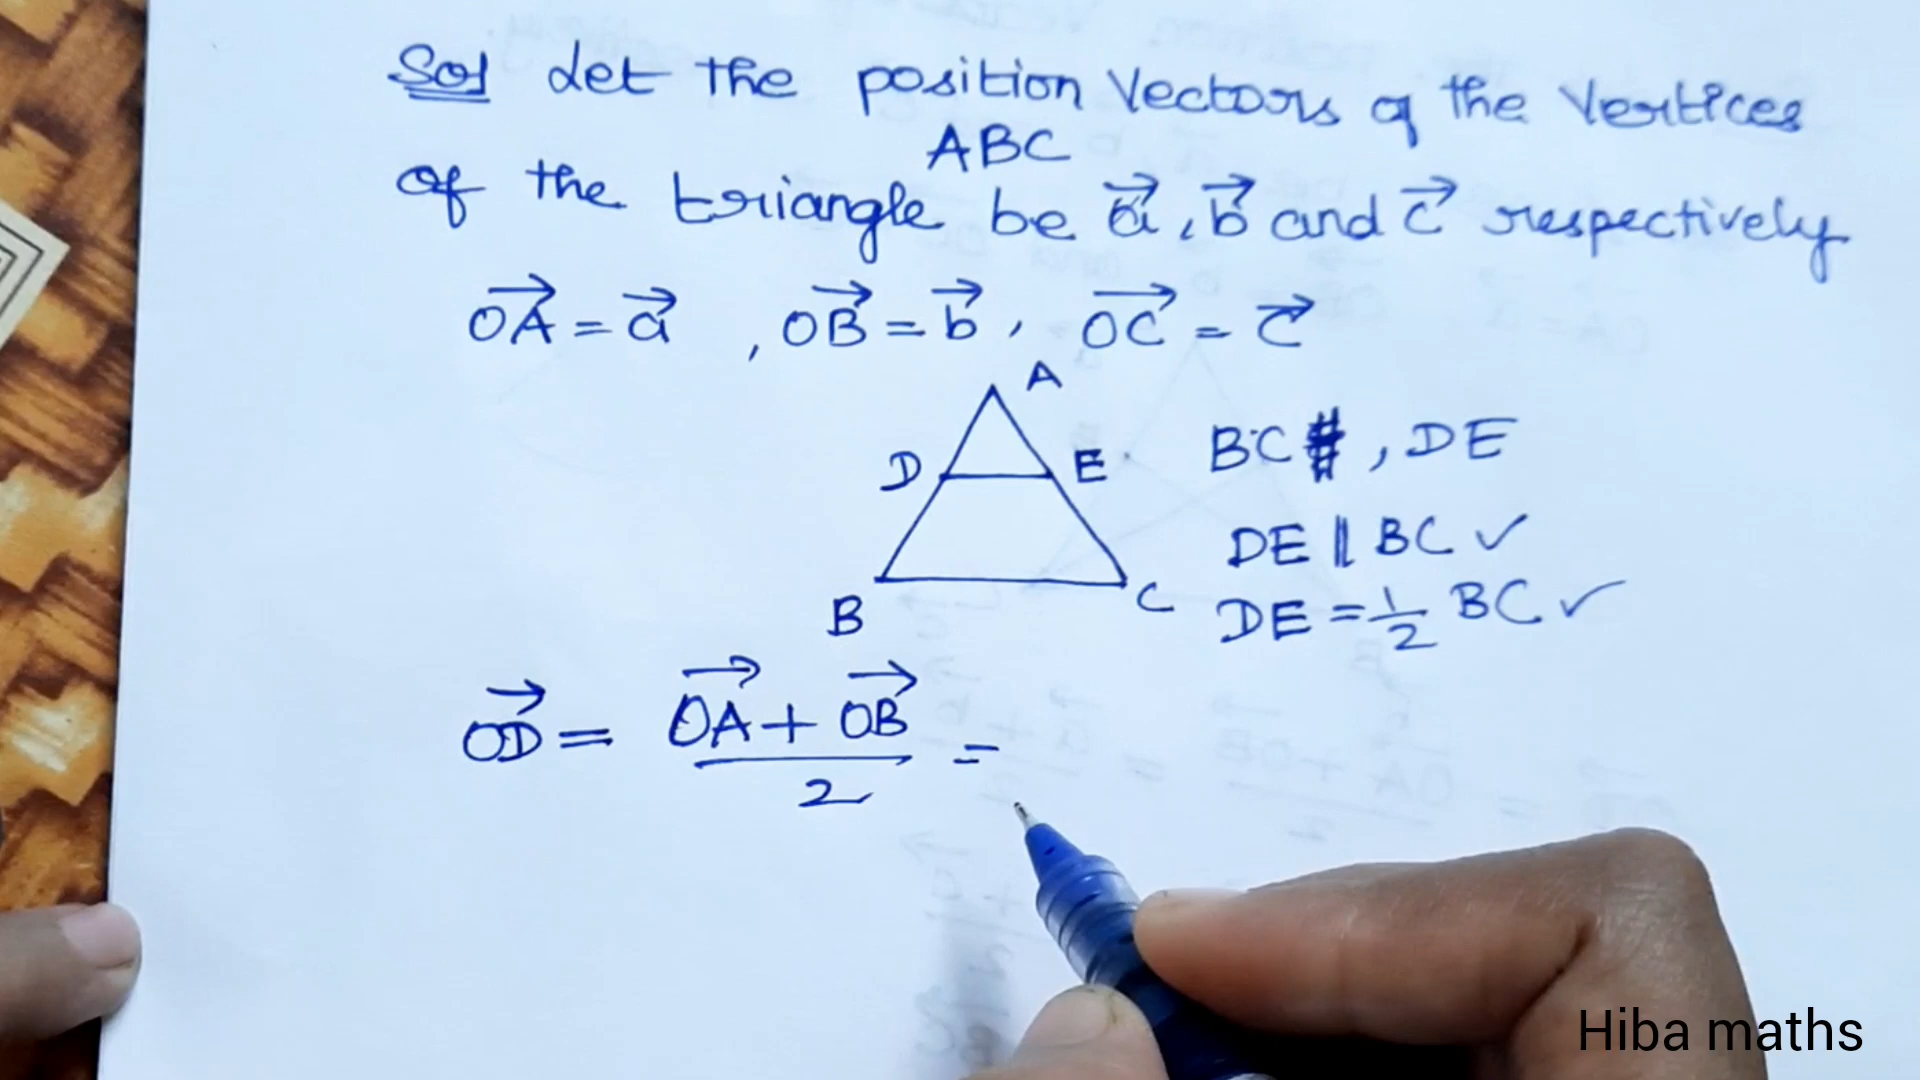 Sol Let the position Vectors of the Vertices
ABC
of the triangle be a⃗, b⃗ and c⃗ respectively
OA⃗ = a⃗ , OB⃗ = b⃗ , OC⃗ = c⃗
A
D E
B C
BC , DE
DE || BC ✓
DE = 1/2 BC ✓
OD⃗ = (OA⃗ + OB⃗)/2 =
Hiba maths